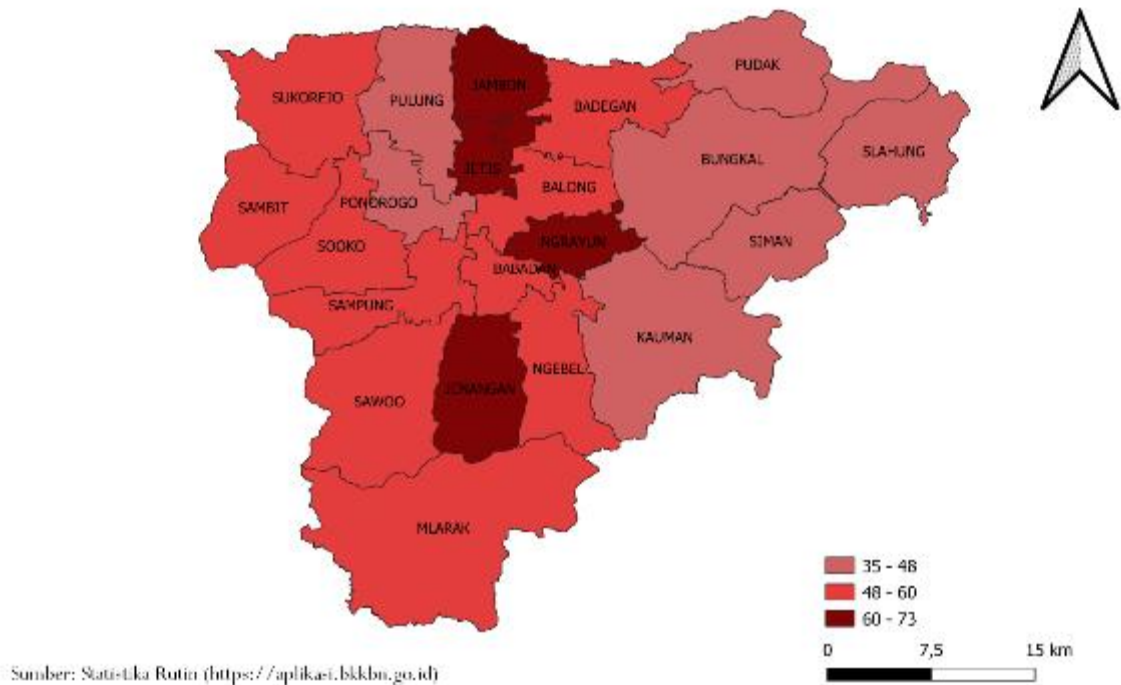 PUDAK
SUKOREJO
JAMBON
PULUNG
BADEGAN
BUNGKAL
SLAHUNG
JETIS
BALONG
SAMBIT
PONOROGO
SOOKO
NGRAYUN
SIMAN
BABADAN
SAMPUNG
KAUMAN
NGEBEL
JENANGAN
SAWOO
MLARAK
35 - 48
48 - 60
60 - 73
0 7,5 15 km
Sumber: Statistika Rutin (https://aplikasi.bkkbn.go.id)